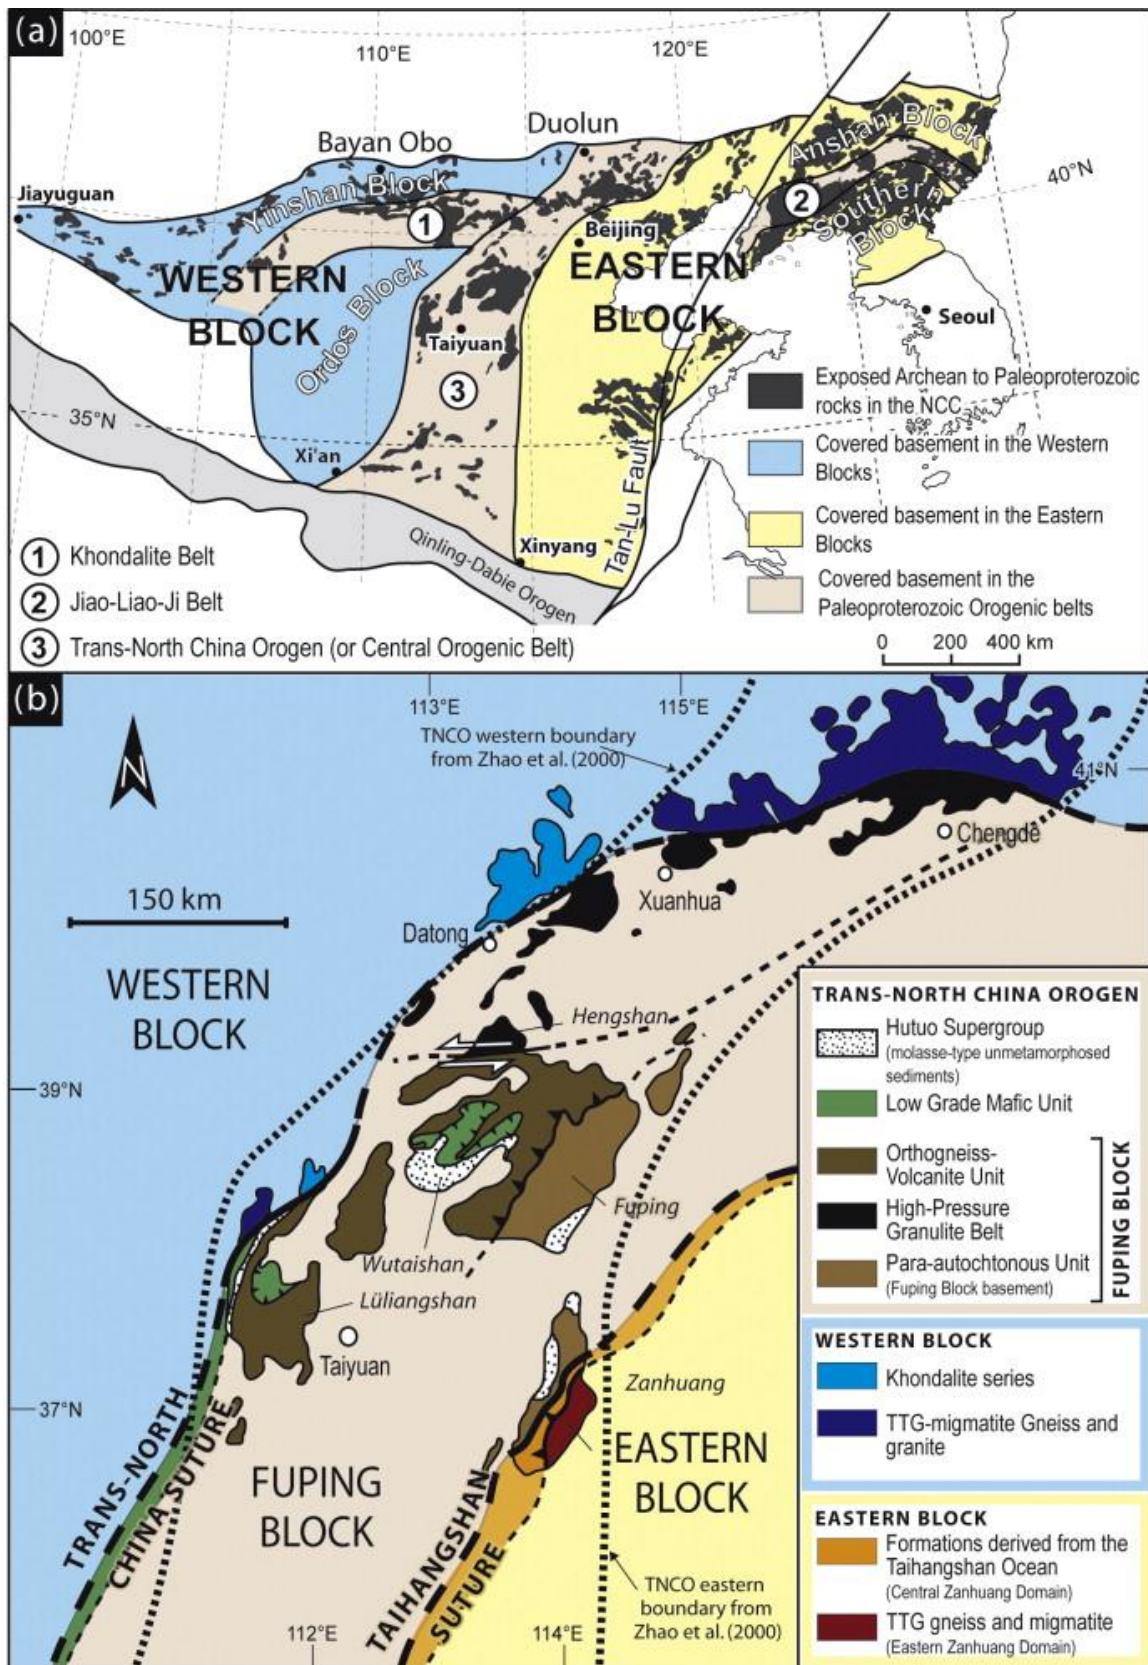 (a)
100°E
110°E
120°E
Duolun
Bayan Obo
Anshan Block
40°N
Jiayuguan
Yinshan Block
1
2
Southern
Block
Beijing
WESTERN
BLOCK
EASTERN
BLOCK
Ordos Block
Seoul
Taiyuan
3
35°N
Xi'an
Tan-Lu Fault
Qinling-Dabie Orogen
Xinyang
Exposed Archean to Paleoproterozoic
rocks in the NCC
Covered basement in the Western
Blocks
Covered basement in the Eastern
Blocks
Covered basement in the
Paleoproterozoic Orogenic belts
1 Khondalite Belt
2 Jiao-Liao-Ji Belt
3 Trans-North China Orogen (or Central Orogenic Belt)
0 200 400 km
(b)
113°E
115°E
TNCO western boundary
from Zhao et al. (2000)
41°N
N
Chengde
150 km
Xuanhua
Datong
WESTERN
BLOCK
Hengshan
39°N
Fuping
Wutaishan
Lüliangshan
Taiyuan
Zanhuang
37°N
TRANS-NORTH
CHINA SUTURE
FUPING
BLOCK
EASTERN
BLOCK
TAIHANGSHAN
SUTURE
TNCO eastern
boundary from
Zhao et al. (2000)
112°E
114°E
TRANS-NORTH CHINA OROGEN
Hutuo Supergroup
(molasse-type unmetamorphosed
sediments)
Low Grade Mafic Unit
Orthogneiss-
Volcanite Unit
High-Pressure
Granulite Belt
Para-autochtonous Unit
(Fuping Block basement)
FUPING BLOCK
WESTERN BLOCK
Khondalite series
TTG-migmatite Gneiss and
granite
EASTERN BLOCK
Formations derived from the
Taihangshan Ocean
(Central Zanhuang Domain)
TTG gneiss and migmatite
(Eastern Zanhuang Domain)